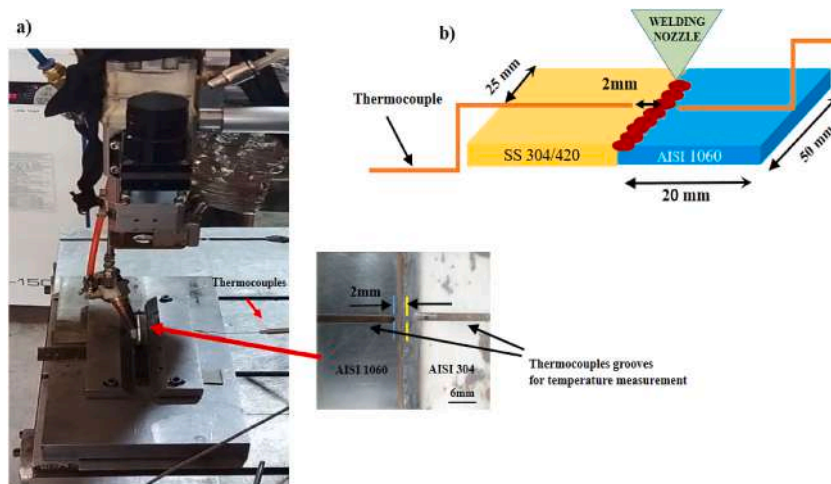 a)
-150
Thermocouples
b)
WELDING
NOZZLE
25 mm
2mm
Thermocouple
SS 304/420
AISI 1060
50 mm
20 mm
2mm
AISI 1060
AISI 304
6mm
Thermocouples grooves
for temperature measurement